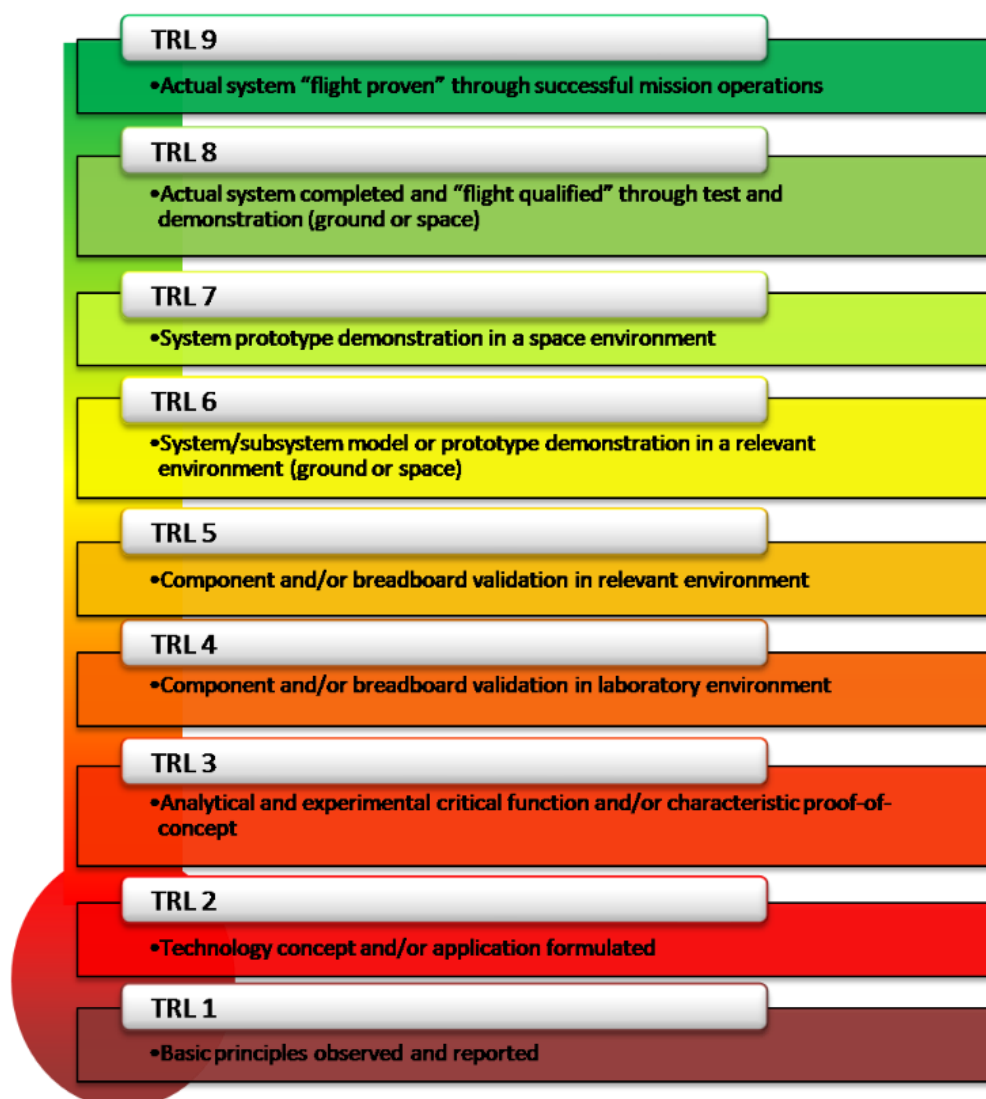 TRL 9
•Actual system “flight proven” through successful mission operations
TRL 8
•Actual system completed and “flight qualified” through test and
demonstration (ground or space)
TRL 7
•System prototype demonstration in a space environment
TRL 6
•System/subsystem model or prototype demonstration in a relevant
environment (ground or space)
TRL 5
•Component and/or breadboard validation in relevant environment
TRL 4
•Component and/or breadboard validation in laboratory environment
TRL 3
•Analytical and experimental critical function and/or characteristic proof-of-
concept
TRL 2
•Technology concept and/or application formulated
TRL 1
•Basic principles observed and reported